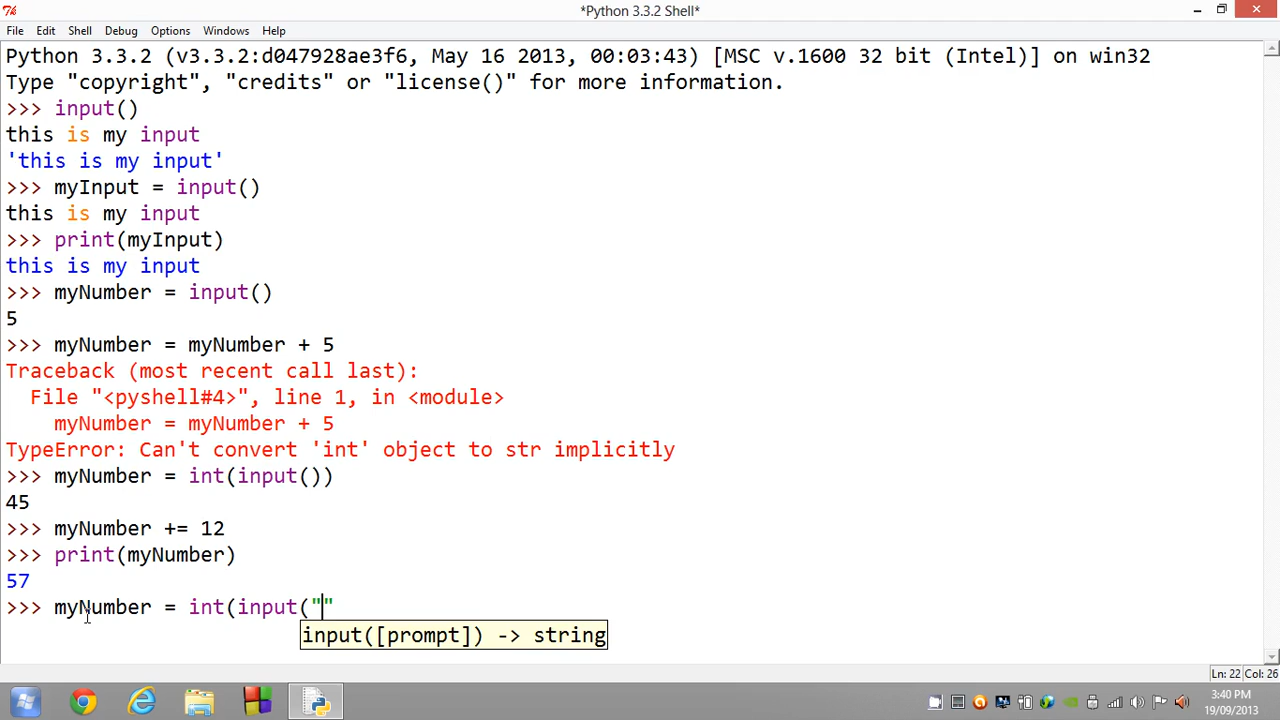 *Python 3.3.2 Shell*
File Edit Shell Debug Options Windows Help
Python 3.3.2 (v3.3.2:d047928ae3f6, May 16 2013, 00:03:43) [MSC v.1600 32 bit (Intel)] on win32
Type "copyright", "credits" or "license()" for more information.
>>> input()
this is my input
'this is my input'
>>> myInput = input()
this is my input
>>> print(myInput)
this is my input
>>> myNumber = input()
5
>>> myNumber = myNumber + 5
Traceback (most recent call last):
  File "<pyshell#4>", line 1, in <module>
    myNumber = myNumber + 5
TypeError: Can't convert 'int' object to str implicitly
>>> myNumber = int(input())
45
>>> myNumber += 12
>>> print(myNumber)
57
>>> myNumber = int(input(""
input([prompt]) -> string
Ln: 22 Col: 26
3:40 PM
19/09/2013